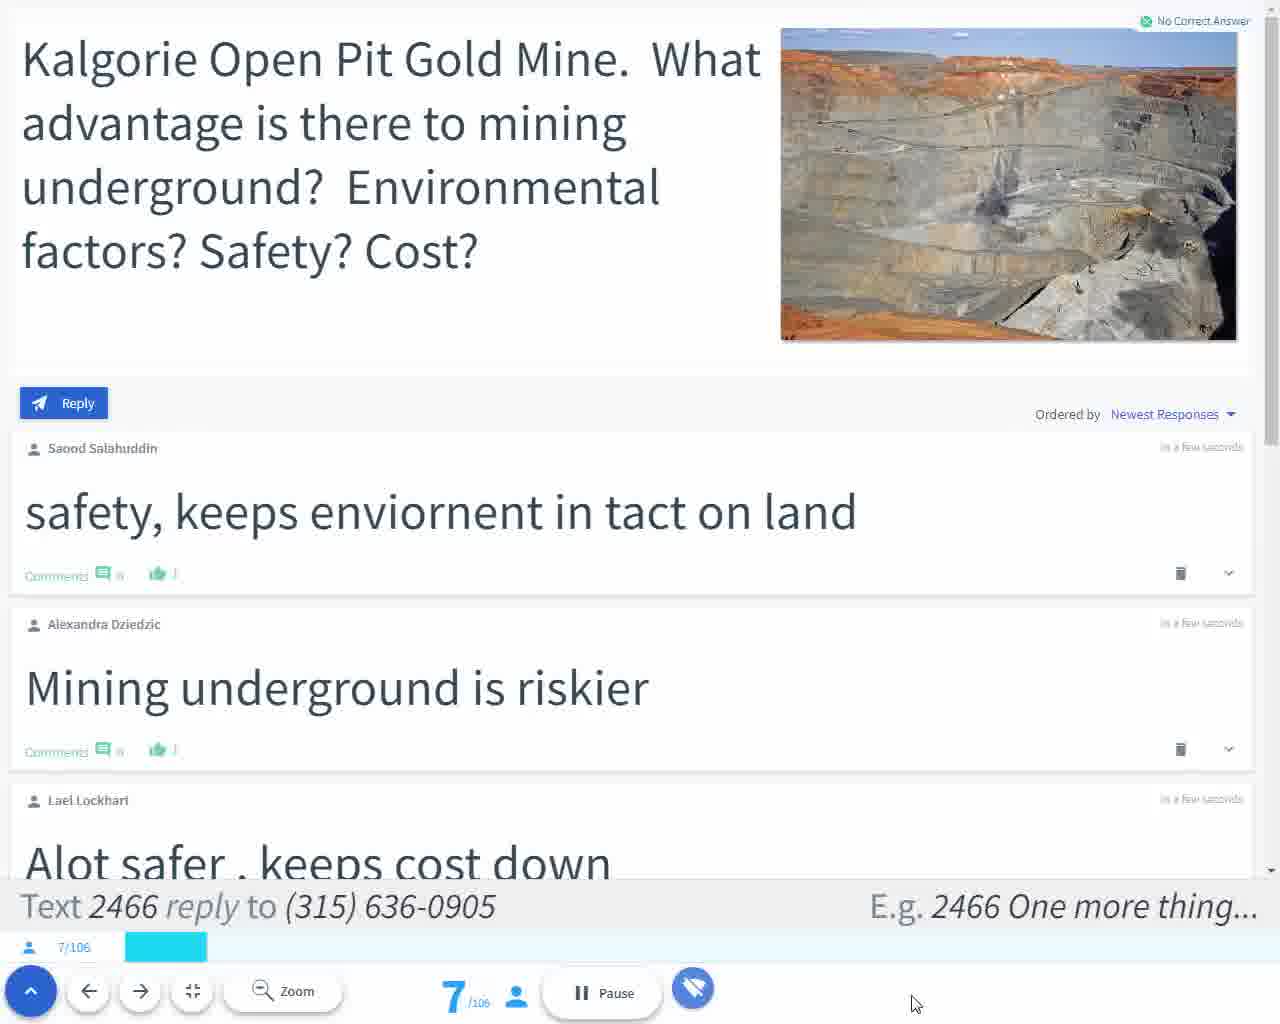 No Correct Answer
Kalgorie Open Pit Gold Mine. What
advantage is there to mining
underground? Environmental
factors? Safety? Cost?
Reply
Ordered by Newest Responses
Saood Salahuddin
in a few seconds
safety, keeps enviornent in tact on land
Comments 0
Alexandra Dziedzic
in a few seconds
Mining underground is riskier
Comments 0
Lael Lockhart
in a few seconds
Alot safer , keeps cost down
Text 2466 reply to (315) 636-0905
E.g. 2466 One more thing...
7/106
Zoom
7/106
Pause